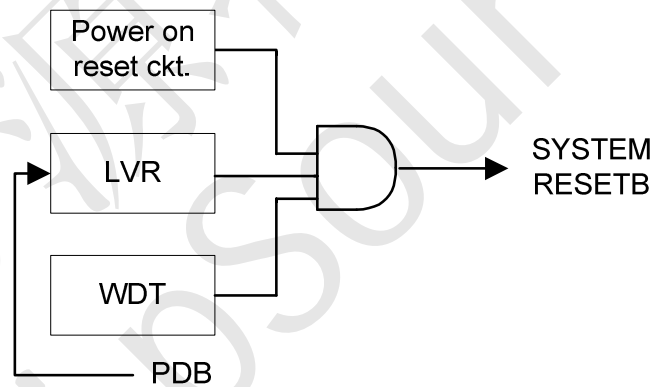 Power on
reset ckt.
LVR
SYSTEM
RESETB
WDT
PDB